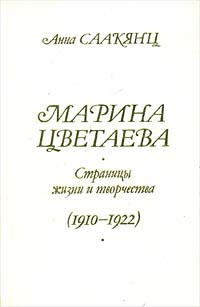 Анна СААКЯНЦ
МАРИНА
ЦВЕТАЕВА
Страницы
жизни и творчества
(1910–1922)